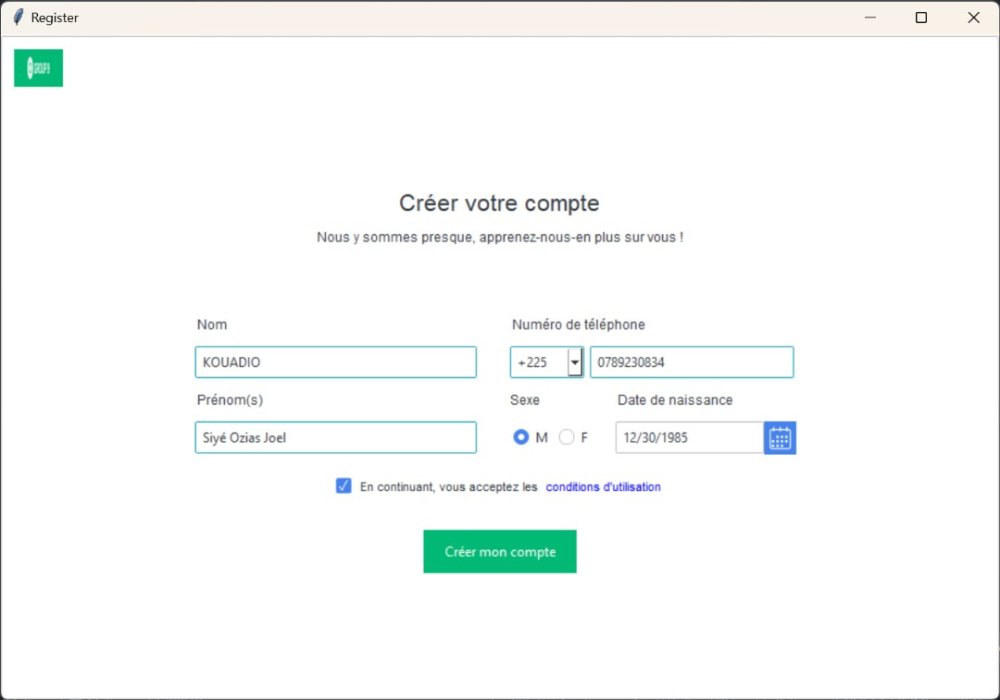 Register
GROUP 9
Créer votre compte
Nous y sommes presque, apprenez-nous-en plus sur vous !
Nom
Numéro de téléphone
KOUADIO
+225
0789230834
Prénom(s)
Sexe
Date de naissance
Siyé Ozias Joel
M
F
12/30/1985
En continuant, vous acceptez les conditions d'utilisation
Créer mon compte